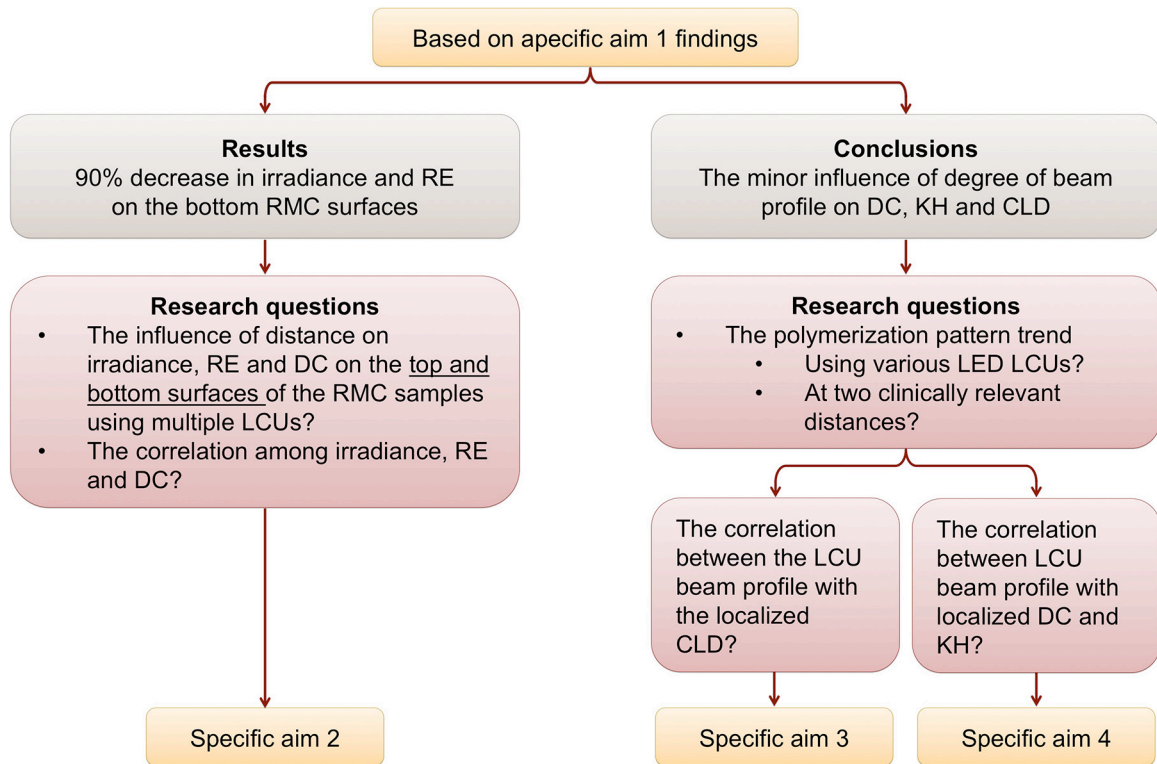 Based on apecific aim 1 findings
Results
90% decrease in irradiance and RE
on the bottom RMC surfaces
Conclusions
The minor influence of degree of beam
profile on DC, KH and CLD
Research questions
• The influence of distance on
irradiance, RE and DC on the top and
bottom surfaces of the RMC samples
using multiple LCUs?
• The correlation among irradiance, RE
and DC?
Research questions
• The polymerization pattern trend
• Using various LED LCUs?
• At two clinically relevant
distances?
The correlation
between the LCU
beam profile with
the localized
CLD?
The correlation
between LCU
beam profile with
localized DC and
KH?
Specific aim 2
Specific aim 3
Specific aim 4